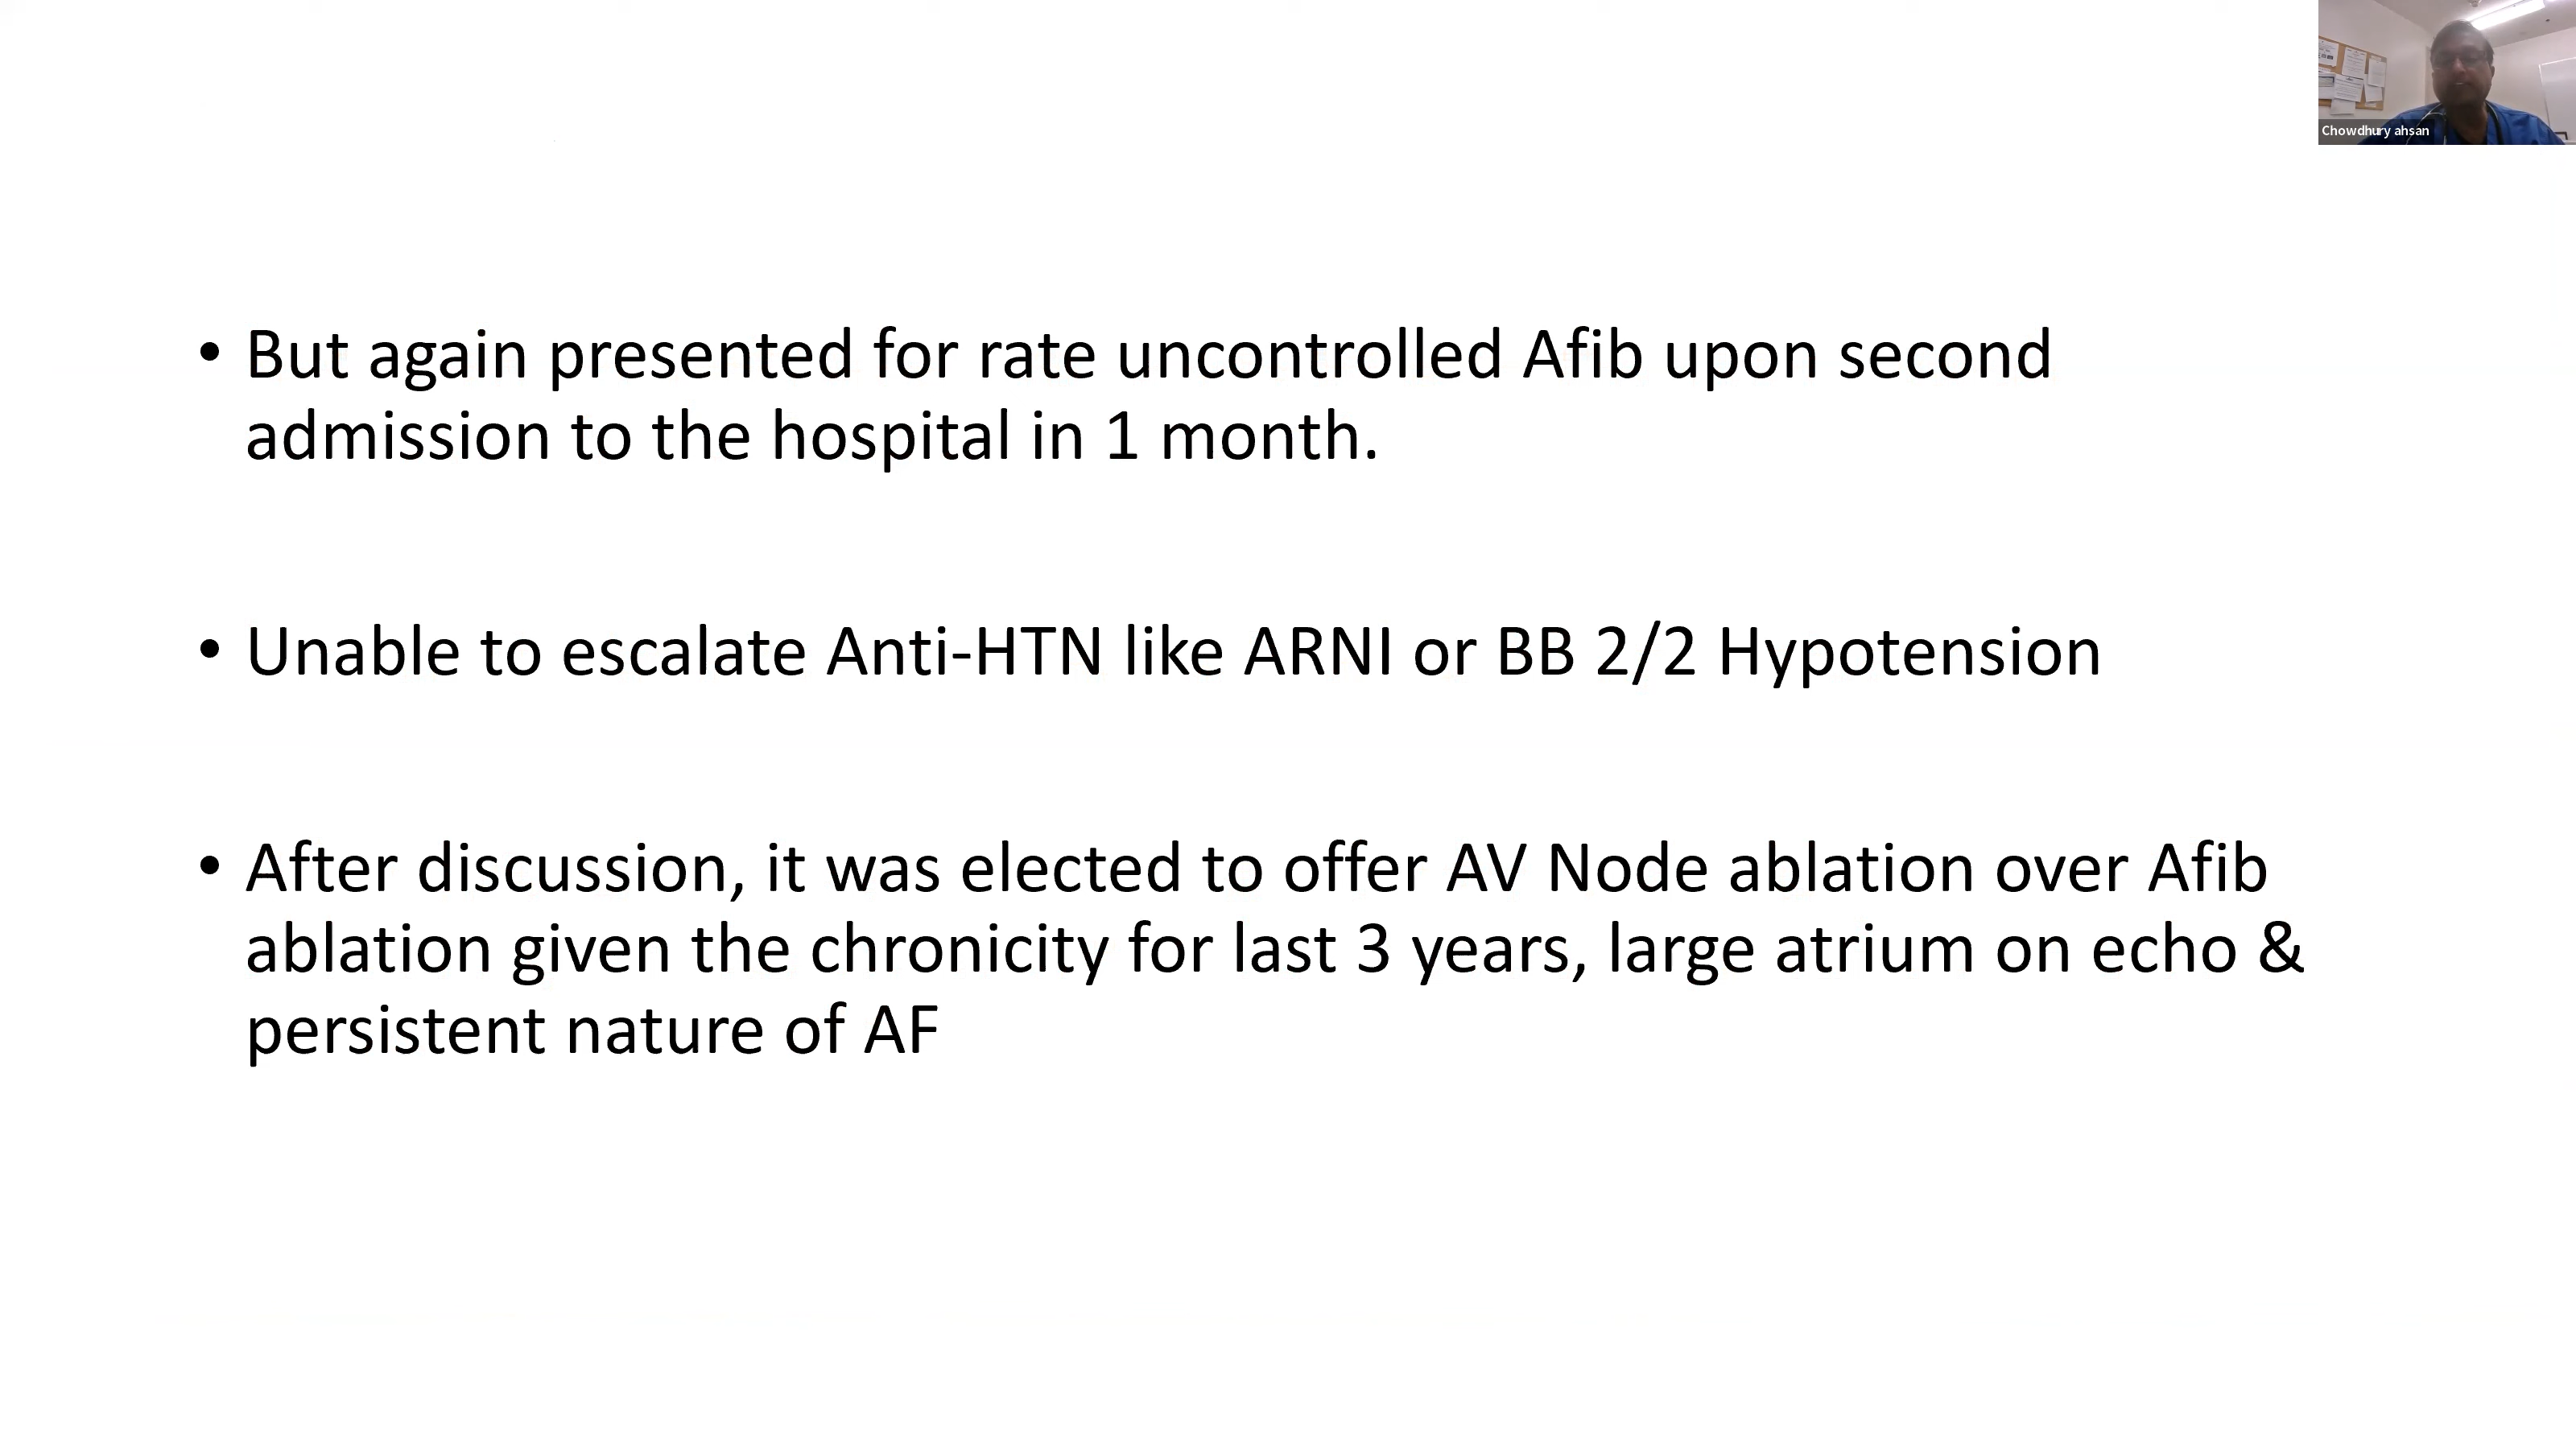 Chowdhury ahsan
• But again presented for rate uncontrolled Afib upon second
admission to the hospital in 1 month.
• Unable to escalate Anti-HTN like ARNI or BB 2/2 Hypotension
• After discussion, it was elected to offer AV Node ablation over Afib
ablation given the chronicity for last 3 years, large atrium on echo &
persistent nature of AF